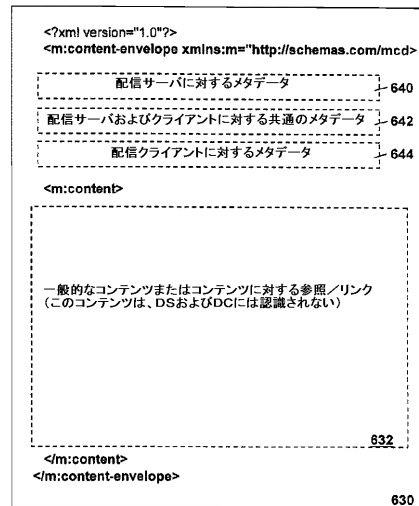 <?xml version="1.0"?>
<m:content-envelope xmlns:m="http://schemas.com/mcd>
配信サーバに対するメタデータ 640
配信サーバおよびクライアントに対する共通のメタデータ 642
配信クライアントに対するメタデータ 644
<m:content>
一般的なコンテンツまたはコンテンツに対する参照／リンク
(このコンテンツは、DSおよびDCには認識されない)
632
</m:content>
</m:content-envelope>
630